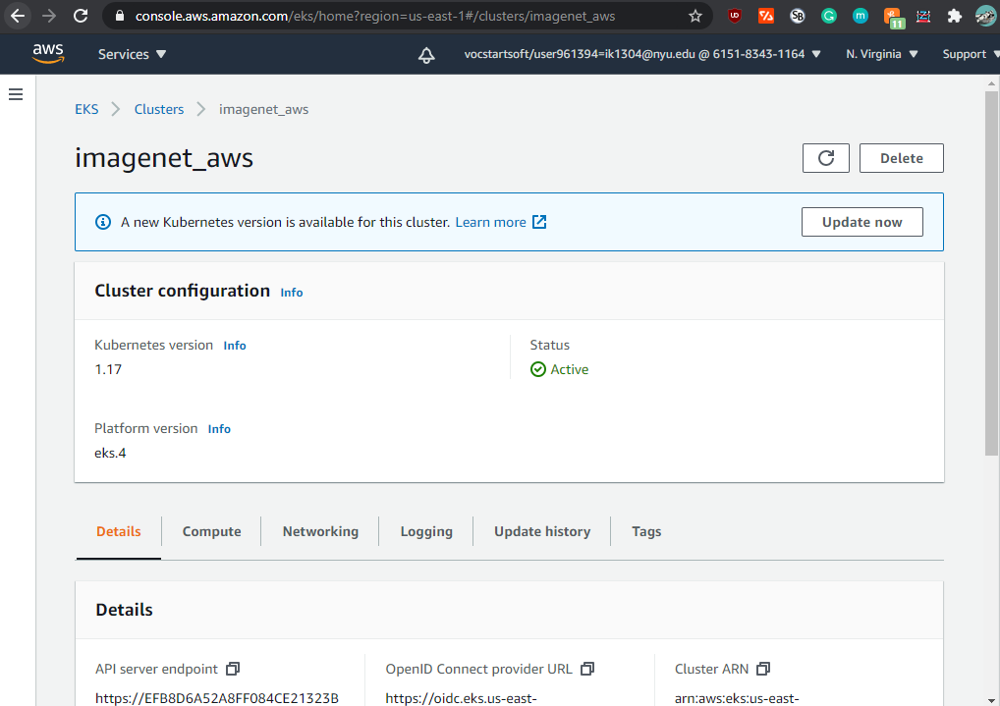 console.aws.amazon.com/eks/home?region=us-east-1#/clusters/imagenet_aws
UD
SB
G
m
11
aws
Services
vocstartsoft/user961394=ik1304@nyu.edu @ 6151-8343-1164
N. Virginia
Support
EKS
Clusters
imagenet_aws
imagenet_aws
Delete
A new Kubernetes version is available for this cluster. Learn more
Update now
Cluster configuration Info
Kubernetes version Info
Status
1.17
Active
Platform version Info
eks.4
Details
Compute
Networking
Logging
Update history
Tags
Details
API server endpoint
OpenID Connect provider URL
Cluster ARN
https://EFB8D6A52A8FF084CE21323B
https://oidc.eks.us-east-
arn:aws:eks:us-east-